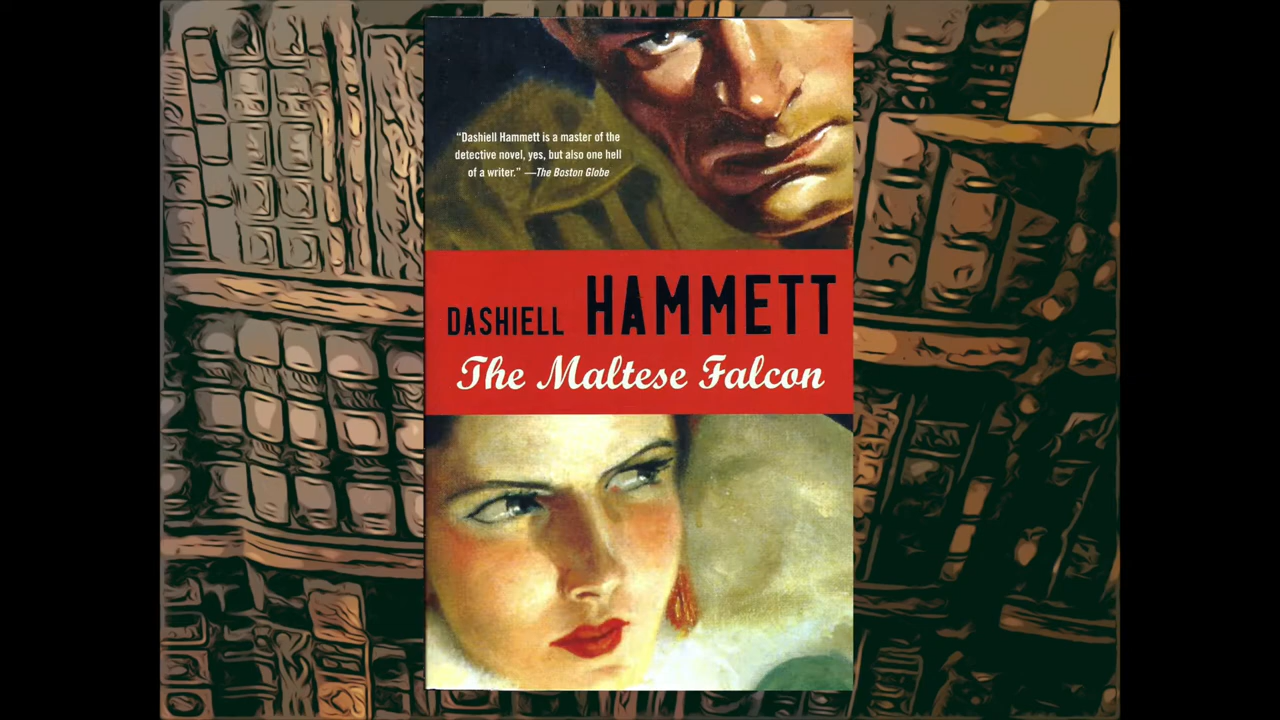 “Dashiell Hammett is a master of the
detective novel, yes, but also one hell
of a writer.” —The Boston Globe
DASHIELL HAMMETT
The Maltese Falcon